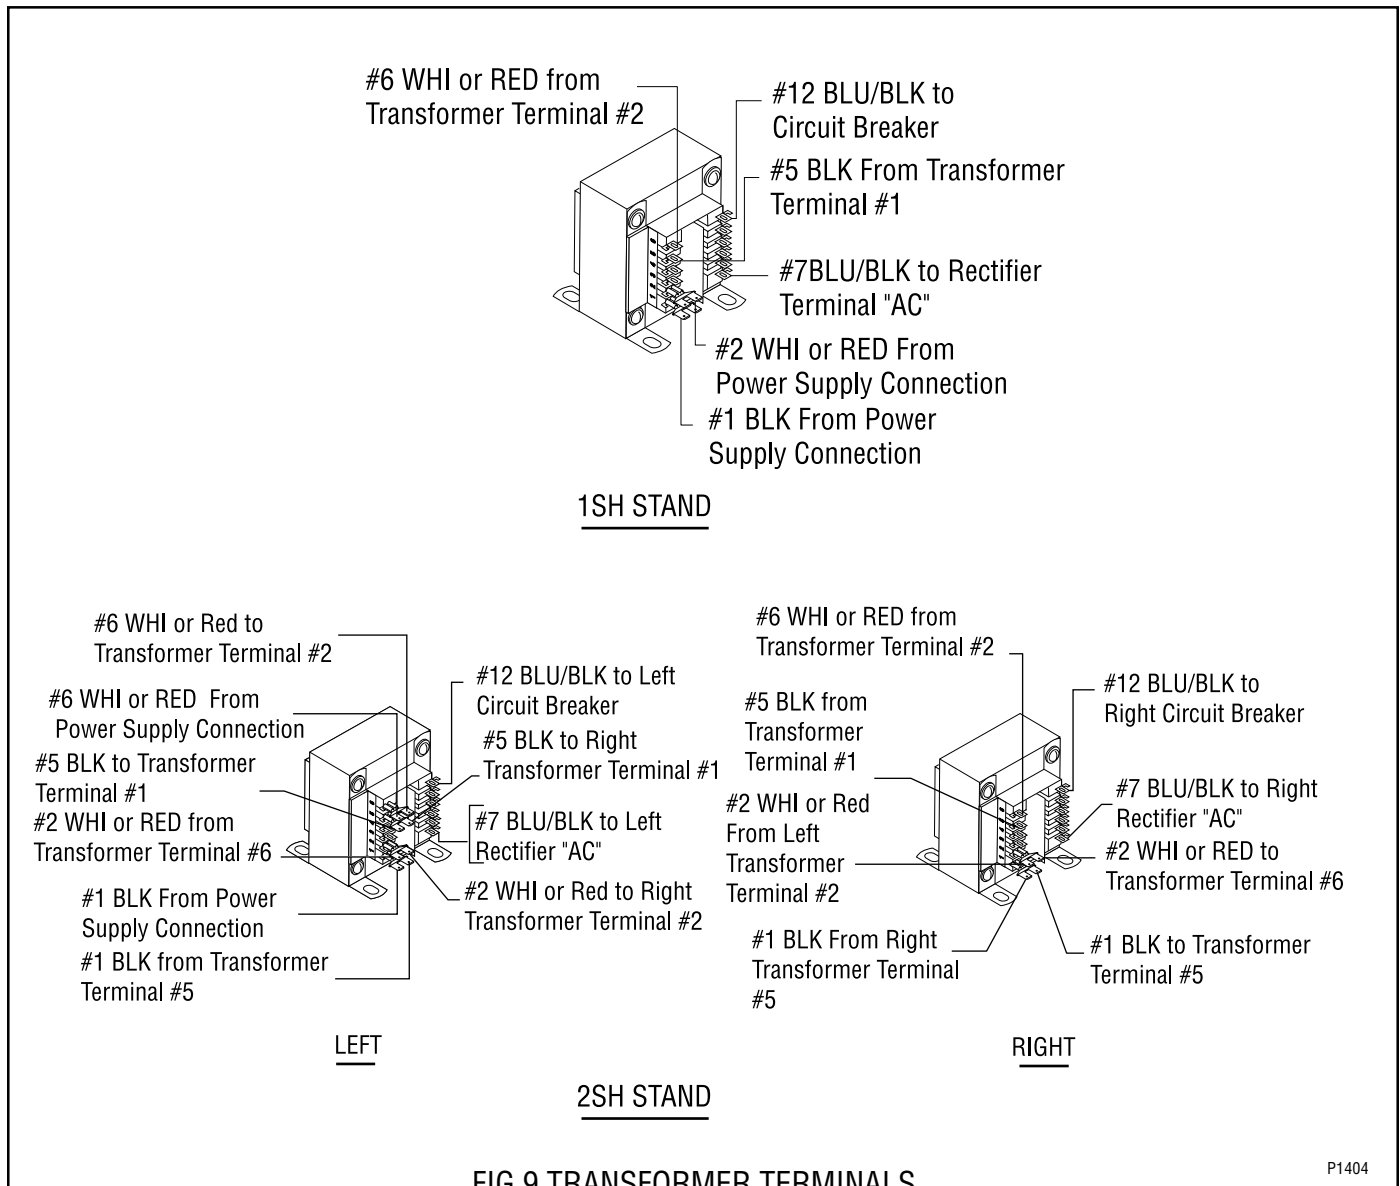 #6 WHI or RED from
Transformer Terminal #2
#12 BLU/BLK to
Circuit Breaker
#5 BLK From Transformer
Terminal #1
#7BLU/BLK to Rectifier
Terminal "AC"
#2 WHI or RED From
Power Supply Connection
#1 BLK From Power
Supply Connection
1SH STAND
#6 WHI or Red to
Transformer Terminal #2
#6 WHI or RED From
Power Supply Connection
#5 BLK to Transformer
Terminal #1
#2 WHI or RED from
Transformer Terminal #6
#1 BLK From Power
Supply Connection
#1 BLK from Transformer
Terminal #5
#12 BLU/BLK to Left
Circuit Breaker
#5 BLK to Right
Transformer Terminal #1
#7 BLU/BLK to Left
Rectifier "AC"
#2 WHI or Red to Right
Transformer Terminal #2
LEFT
#6 WHI or RED from
Transformer Terminal #2
#5 BLK from
Transformer
Terminal #1
#2 WHI or Red
From Left
Transformer
Terminal #2
#1 BLK From Right
Transformer Terminal
#5
#12 BLU/BLK to
Right Circuit Breaker
#7 BLU/BLK to Right
Rectifier "AC"
#2 WHI or RED to
Transformer Terminal #6
#1 BLK to Transformer
Terminal #5
RIGHT
2SH STAND
FIG 9 TRANSFORMER TERMINALS
P1404